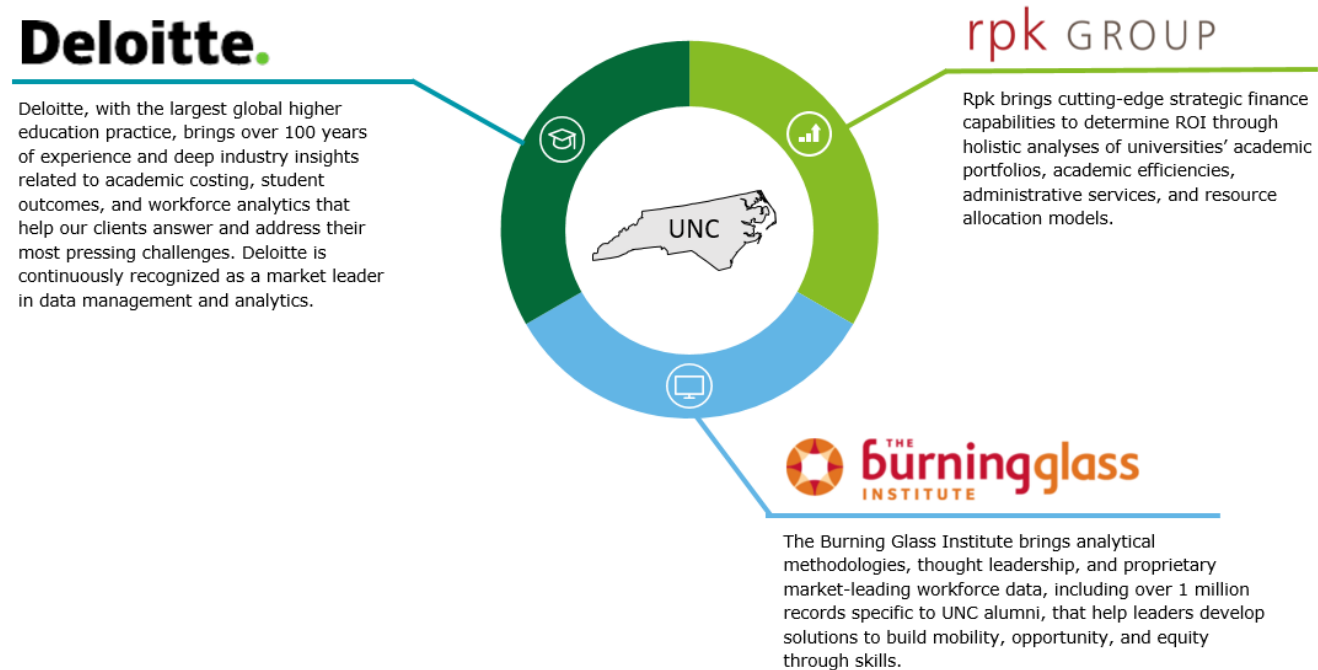 Deloitte.
Deloitte, with the largest global higher
education practice, brings over 100 years
of experience and deep industry insights
related to academic costing, student
outcomes, and workforce analytics that
help our clients answer and address their
most pressing challenges. Deloitte is
continuously recognized as a market leader
in data management and analytics.
rpk GROUP
Rpk brings cutting-edge strategic finance
capabilities to determine ROI through
holistic analyses of universities’ academic
portfolios, academic efficiencies,
administrative services, and resource
allocation models.
UNC
THE
burningglass
INSTITUTE
The Burning Glass Institute brings analytical
methodologies, thought leadership, and proprietary
market-leading workforce data, including over 1 million
records specific to UNC alumni, that help leaders develop
solutions to build mobility, opportunity, and equity
through skills.